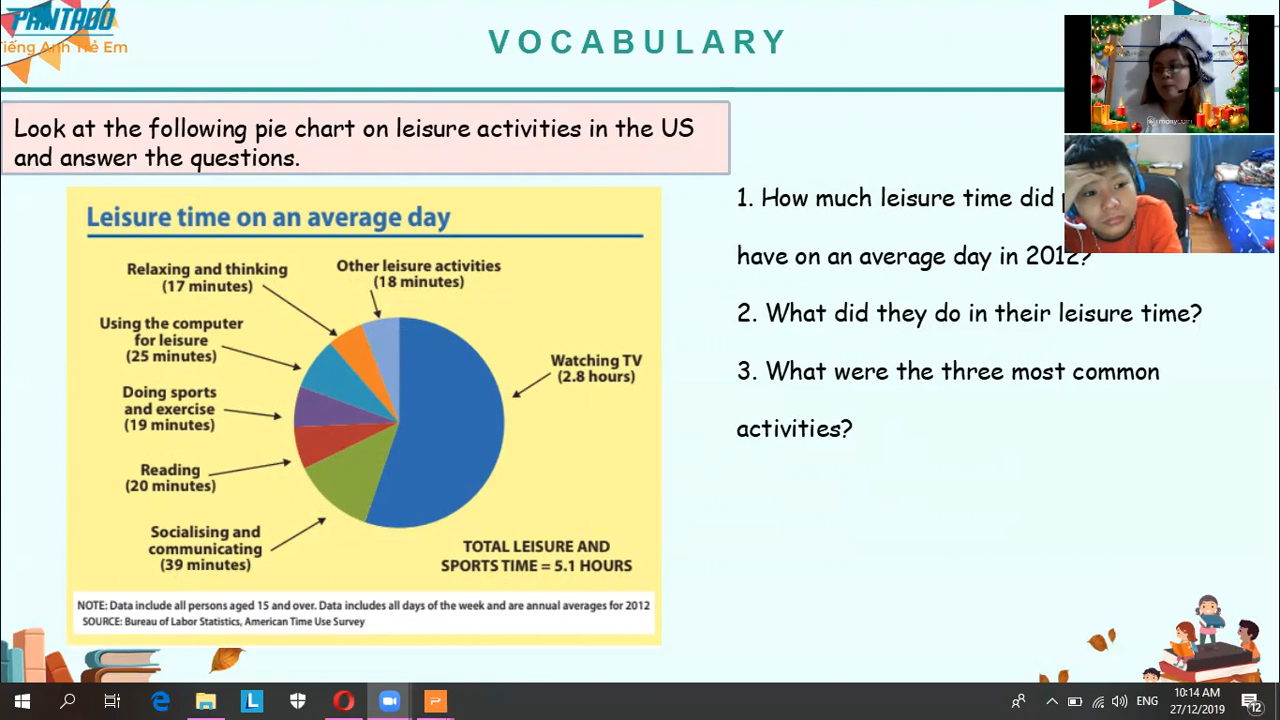 PANTADO
Tiếng Anh Trẻ Em
VOCABULARY
Look at the following pie chart on leisure activities in the US
and answer the questions.
Leisure time on an average day
Relaxing and thinking
(17 minutes)
Other leisure activities
(18 minutes)
Using the computer
for leisure
(25 minutes)
Watching TV
(2.8 hours)
Doing sports
and exercise
(19 minutes)
Reading
(20 minutes)
Socialising and
communicating
(39 minutes)
TOTAL LEISURE AND
SPORTS TIME = 5.1 HOURS
NOTE: Data include all persons aged 15 and over. Data includes all days of the week and are annual averages for 2012
SOURCE: Bureau of Labor Statistics, American Time Use Survey
1. How much leisure time did
have on an average day in 2012?
2. What did they do in their leisure time?
3. What were the three most common
activities?
ENG
10:14 AM
27/12/2019
12